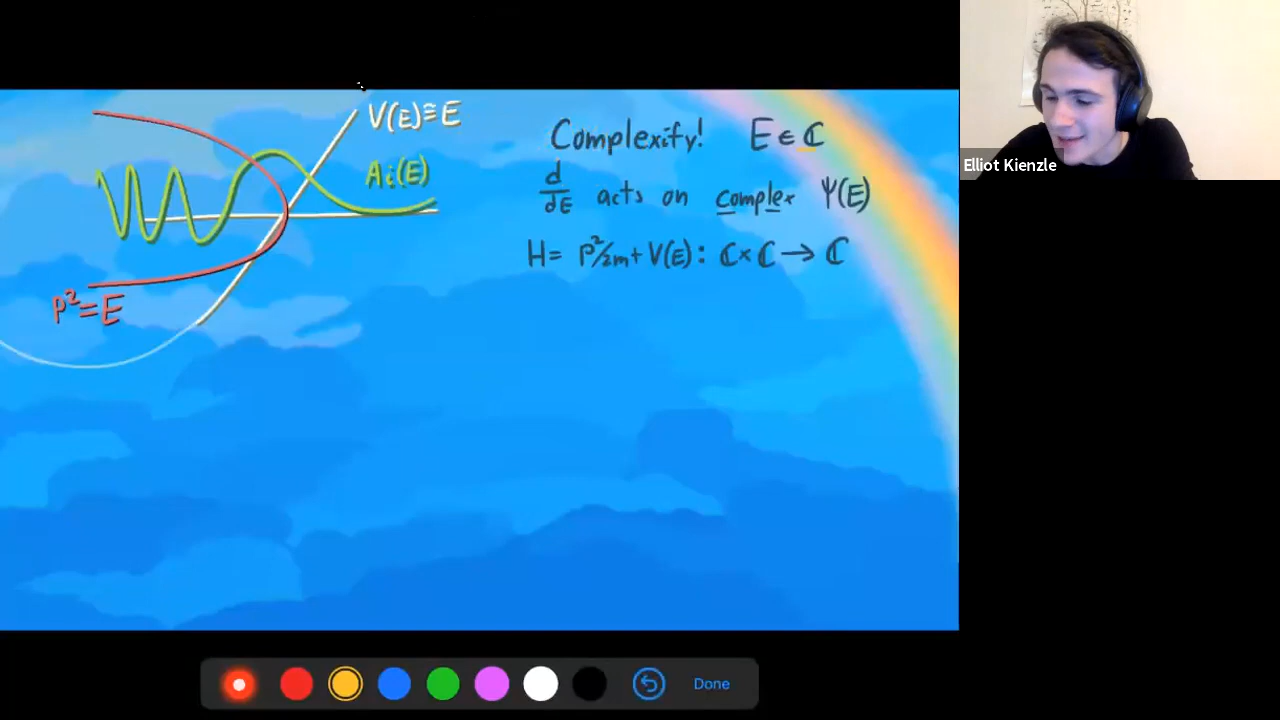 V(E)≅E
Ai(E)
p²=E
Complexify! E∈ℂ
d/dE acts on complex Ψ(E)
H= p²/2m+V(E): ℂ×ℂ→ℂ
Elliot Kienzle
Done